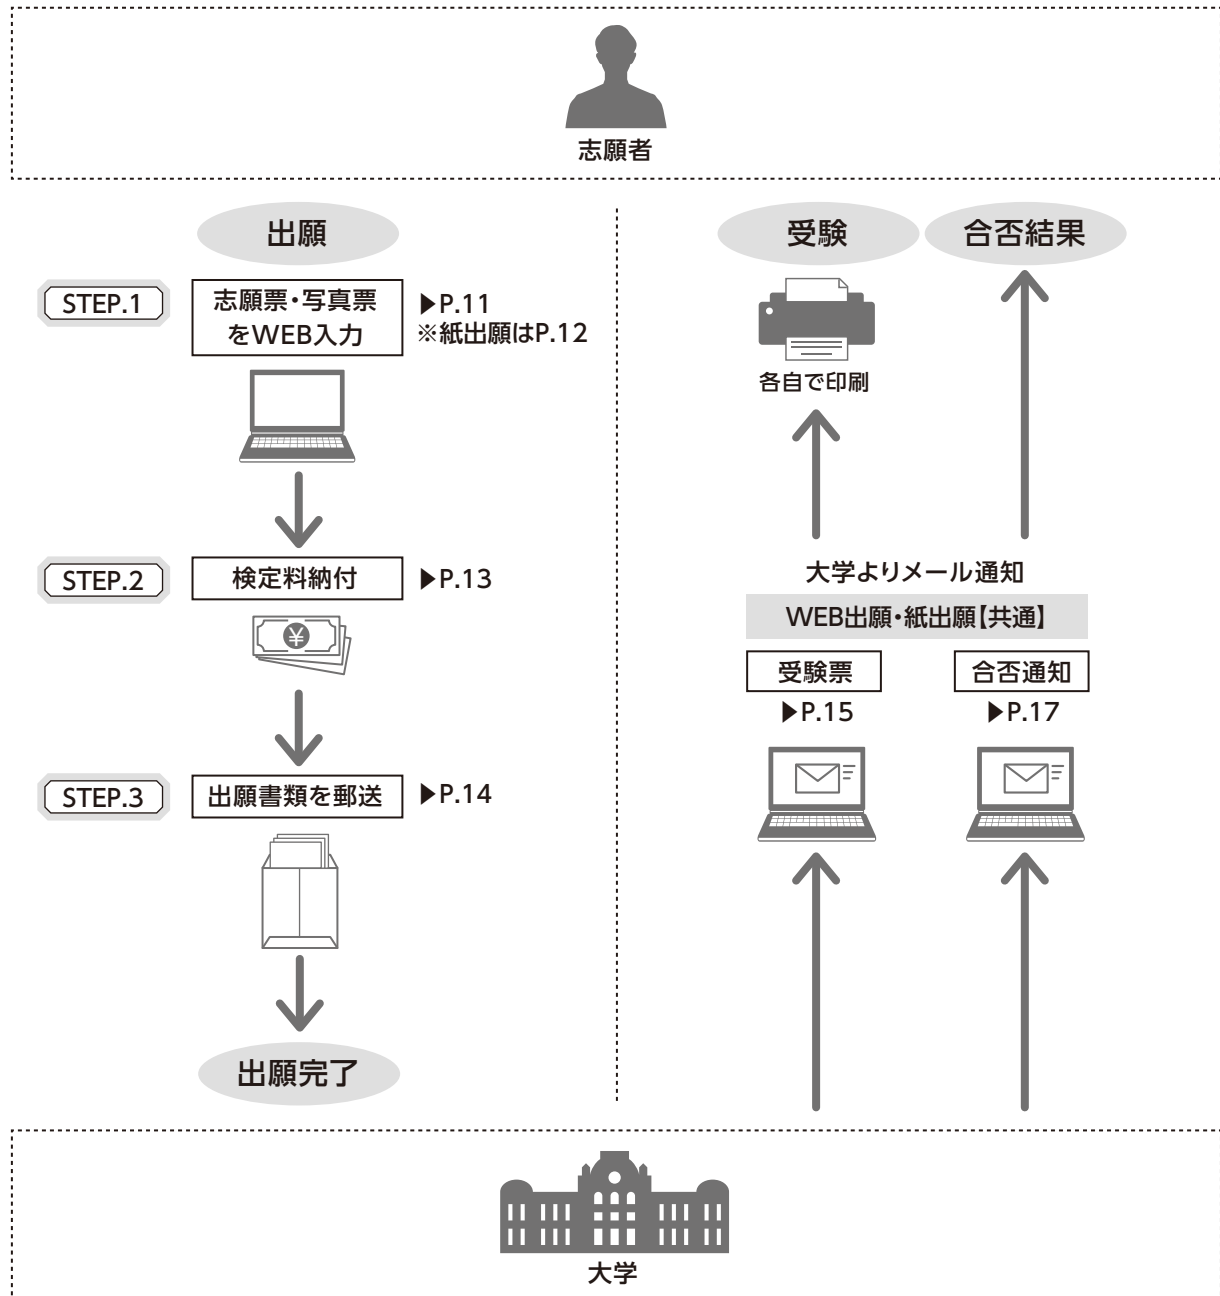 志願者
出願
STEP.1
志願票・写真票
をWEB入力
▶P.11
※紙出願はP.12
STEP.2
検定料納付
▶P.13
¥
STEP.3
出願書類を郵送
▶P.14
出願完了
受験
合否結果
各自で印刷
大学よりメール通知
WEB出願・紙出願【共通】
受験票
▶P.15
合否通知
▶P.17
大学